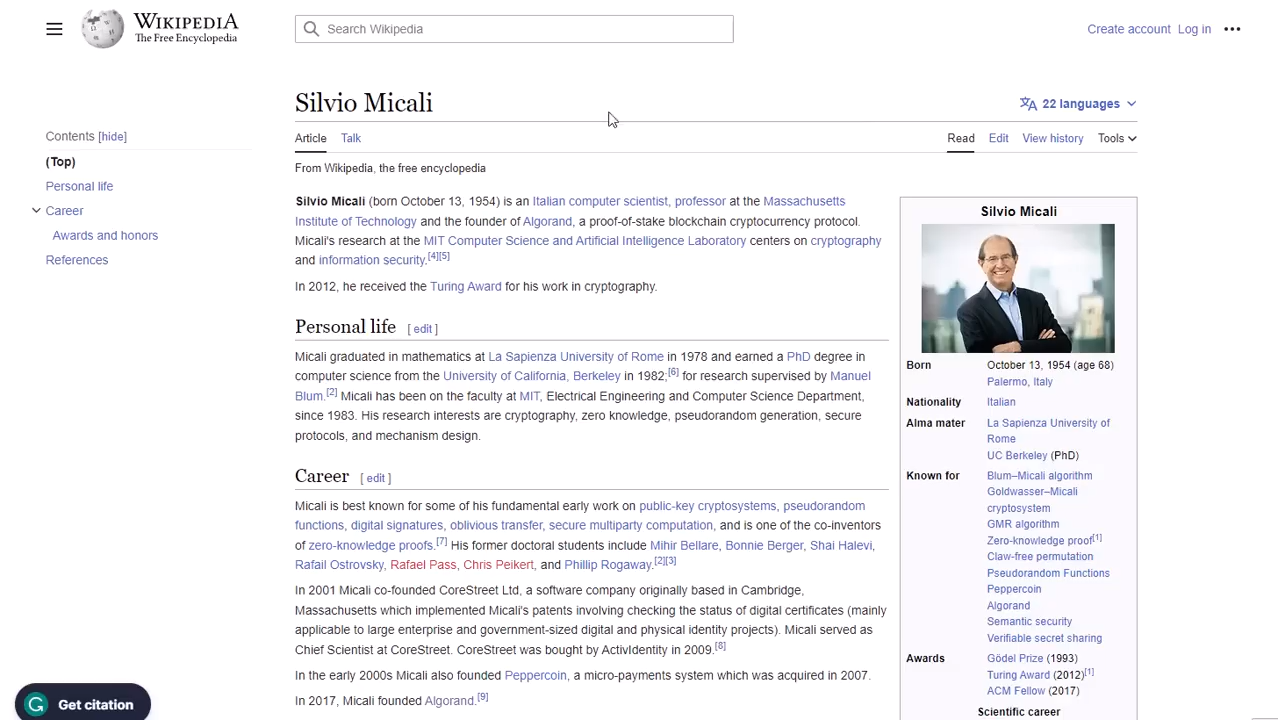 WIKIPEDIA
The Free Encyclopedia
Search Wikipedia
Create account Log in
Silvio Micali
22 languages
Article Talk
Read Edit View history Tools
From Wikipedia, the free encyclopedia
Contents [hide]
(Top)
Personal life
Career
Awards and honors
References
Silvio Micali (born October 13, 1954) is an Italian computer scientist, professor at the Massachusetts
Institute of Technology and the founder of Algorand, a proof-of-stake blockchain cryptocurrency protocol.
Micali's research at the MIT Computer Science and Artificial Intelligence Laboratory centers on cryptography
and information security.[4][5]
In 2012, he received the Turing Award for his work in cryptography.
Personal life [ edit ]
Micali graduated in mathematics at La Sapienza University of Rome in 1978 and earned a PhD degree in
computer science from the University of California, Berkeley in 1982;[6] for research supervised by Manuel
Blum.[2] Micali has been on the faculty at MIT, Electrical Engineering and Computer Science Department,
since 1983. His research interests are cryptography, zero knowledge, pseudorandom generation, secure
protocols, and mechanism design.
Career [ edit ]
Micali is best known for some of his fundamental early work on public-key cryptosystems, pseudorandom
functions, digital signatures, oblivious transfer, secure multiparty computation, and is one of the co-inventors
of zero-knowledge proofs.[7] His former doctoral students include Mihir Bellare, Bonnie Berger, Shai Halevi,
Rafail Ostrovsky, Rafael Pass, Chris Peikert, and Phillip Rogaway.[2][3]
In 2001 Micali co-founded CoreStreet Ltd, a software company originally based in Cambridge,
Massachusetts which implemented Micali's patents involving checking the status of digital certificates (mainly
applicable to large enterprise and government-sized digital and physical identity projects). Micali served as
Chief Scientist at CoreStreet. CoreStreet was bought by ActivIdentity in 2009.[8]
In the early 2000s Micali also founded Peppercoin, a micro-payments system which was acquired in 2007.
In 2017, Micali founded Algorand.[9]
Silvio Micali
Born October 13, 1954 (age 68)
Palermo, Italy
Nationality Italian
Alma mater La Sapienza University of
Rome
UC Berkeley (PhD)
Known for Blum–Micali algorithm
Goldwasser–Micali
cryptosystem
GMR algorithm
Zero-knowledge proof[1]
Claw-free permutation
Pseudorandom Functions
Peppercoin
Algorand
Semantic security
Verifiable secret sharing
Awards Gödel Prize (1993)
Turing Award (2012)[1]
ACM Fellow (2017)
Scientific career
Get citation